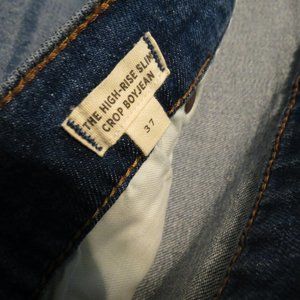 THE HIGH-RISE SLIM
CROP BOYJEAN
37